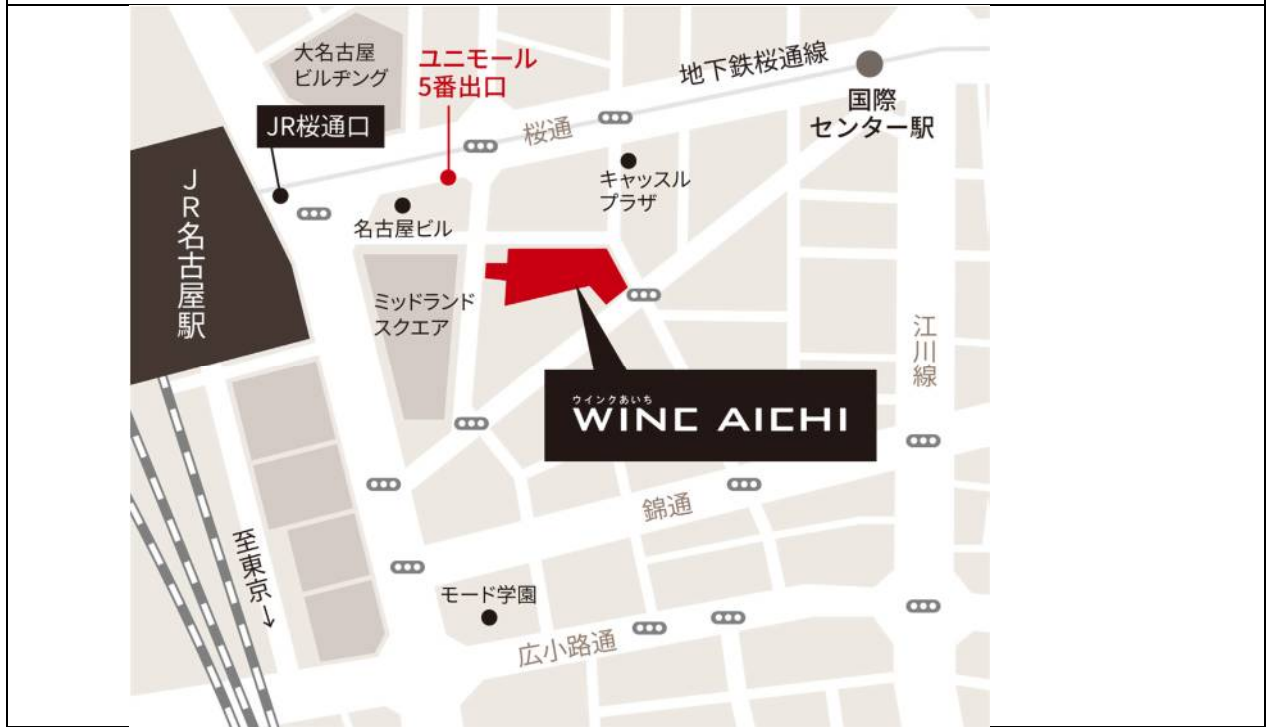 大名古屋
ビルヂング
ユニモール
5番出口
地下鉄桜通線
国際
センター駅
JR桜通口
桜通
キャッスル
プラザ
JR名古屋駅
名古屋ビル
ミッドランド
スクエア
江川線
ウインクあいち
WINC AICHI
錦通
至東京↓
モード学園
広小路通